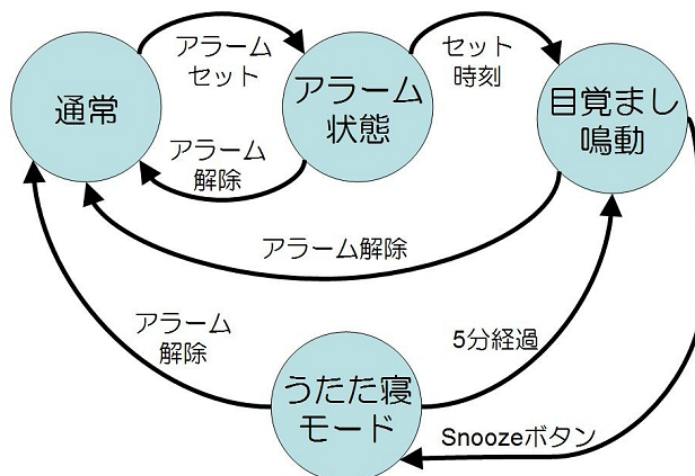 アラーム
セット
セット
時刻
通常
アラーム
状態
目覚まし
鳴動
アラーム
解除
アラーム解除
アラーム
解除
5分経過
うたた寝
モード
Snoozeボタン